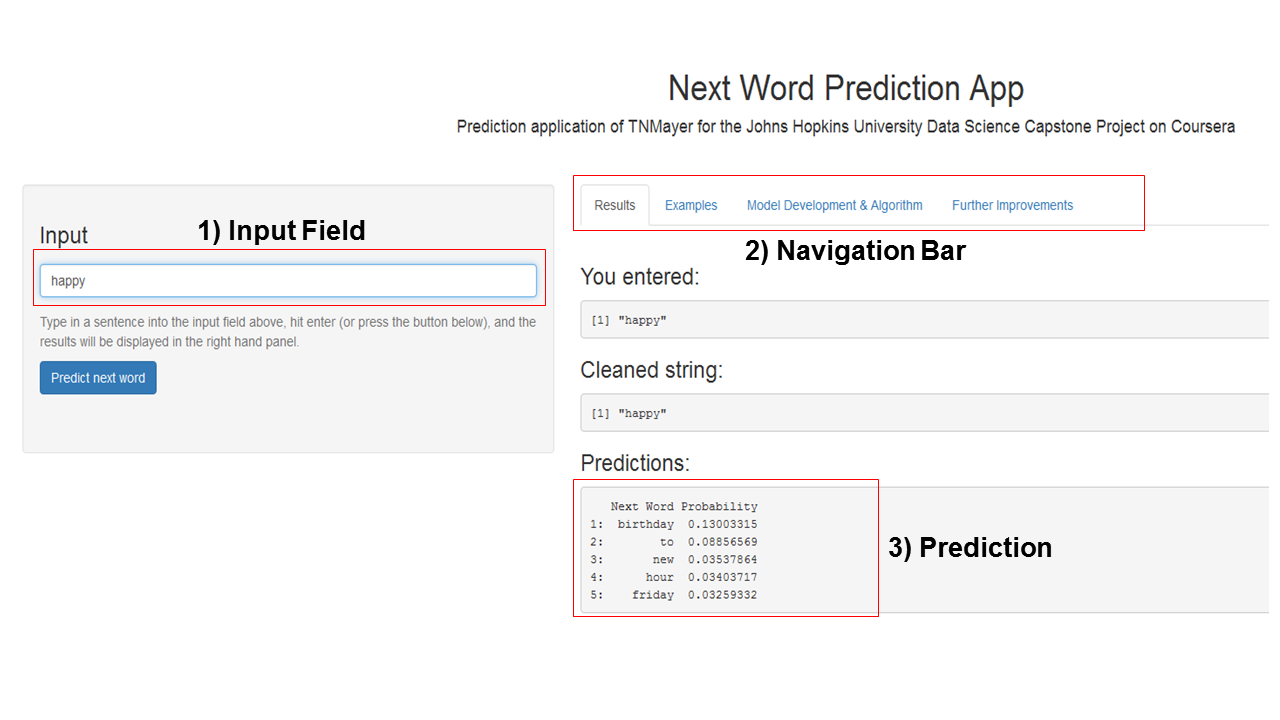 Next Word Prediction App
Prediction application of TNMayer for the Johns Hopkins University Data Science Capstone Project on Coursera
Input
1) Input Field
happy
Type in a sentence into the input field above, hit enter (or press the button below), and the
results will be displayed in the right hand panel.
Predict next word
Results Examples Model Development & Algorithm Further Improvements
2) Navigation Bar
You entered:
[1] "happy"
Cleaned string:
[1] "happy"
Predictions:
Next Word Probability
1: birthday 0.13003315
2: to 0.08856569
3: new 0.03537864
4: hour 0.03403717
5: friday 0.03259332
3) Prediction